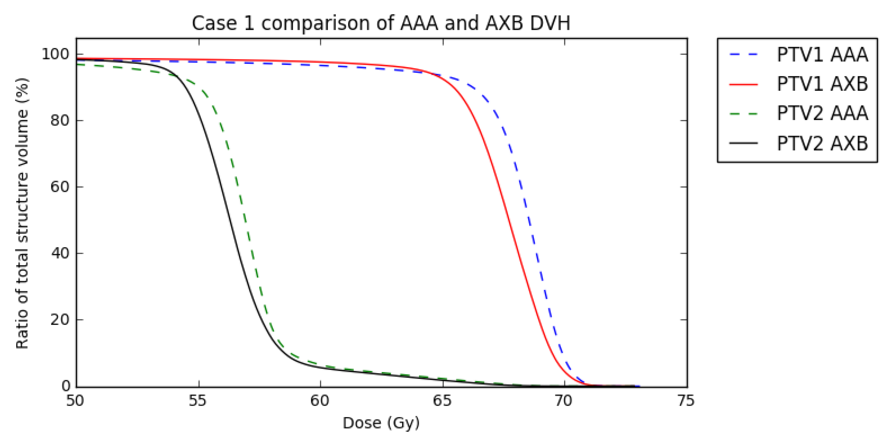 Case 1 comparison of AAA and AXB DVH
Ratio of total structure volume (%)
100
80
60
40
20
0
50 55 60 65 70 75
Dose (Gy)
PTV1 AAA
PTV1 AXB
PTV2 AAA
PTV2 AXB